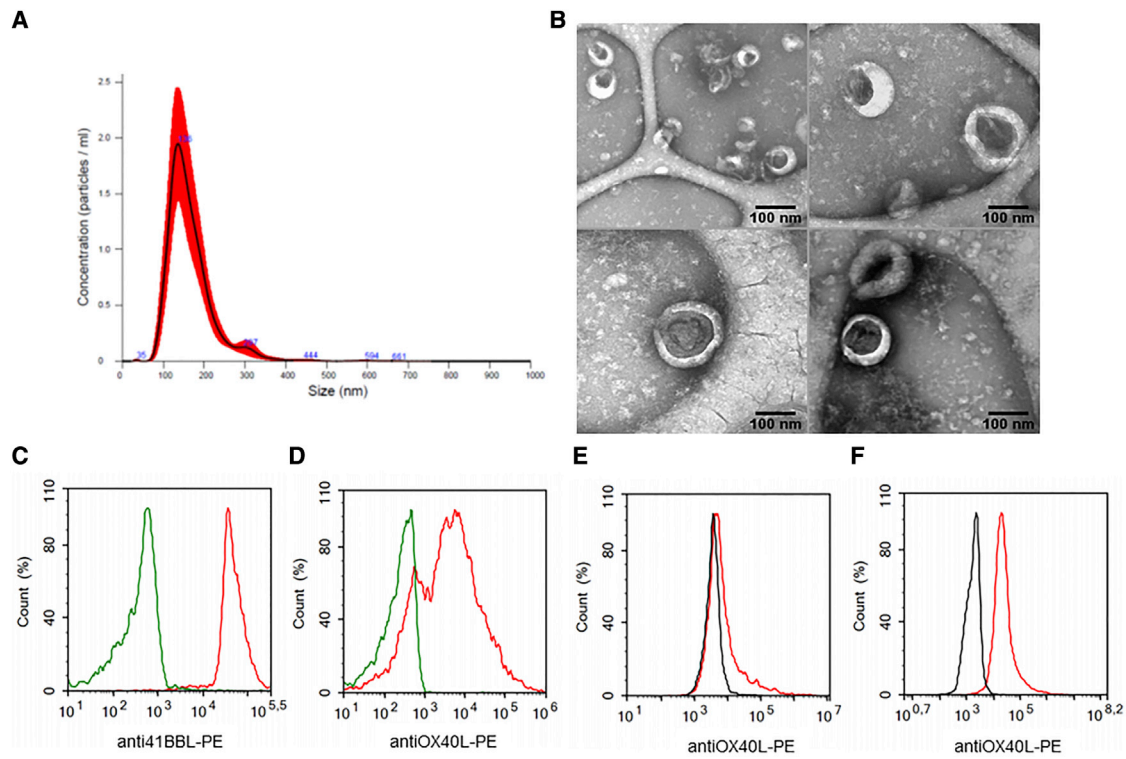 A
B
Concentration (particles / ml)
2.5
2.0
1.5
1.0
0.5
0
35
444
594
661
0 100 200 300 400 500 600 700 800 900 1000
Size (nm)
100 nm
100 nm
100 nm
100 nm
C
D
E
F
Count (%)
110
80
40
0
10 1 10 2 10 3 10 4 10 5,5
anti41BBL-PE
Count (%)
110
80
40
0
10 1 10 2 10 3 10 4 10 5 10 6
antiOX40L-PE
Count (%)
110
80
40
0
10 1 10 3 10 5 10 7
antiOX40L-PE
Count (%)
110
80
40
0
10 0,7 10 3 10 5 10 8,2
antiOX40L-PE